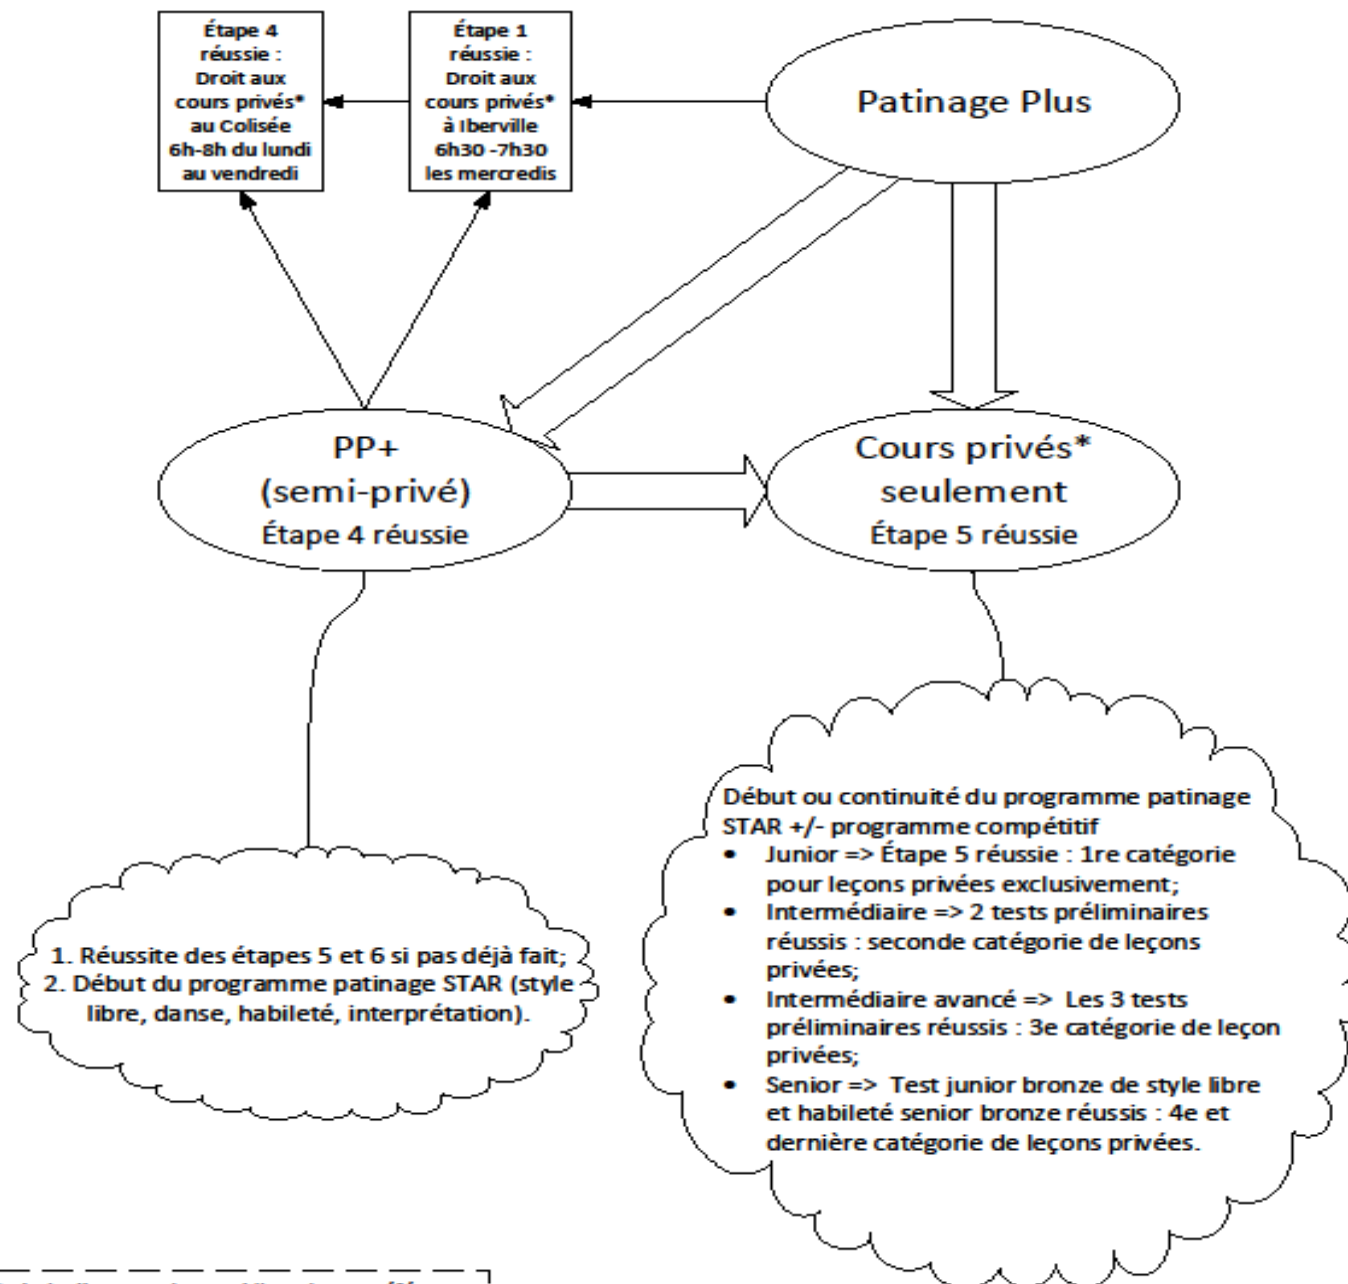 Étape 4
réussie :
Droit aux
cours privés*
au Colisée
6h-8h du lundi
au vendredi
Étape 1
réussie :
Droit aux
cours privés*
à Iberville
6h30 -7h30
les mercredis
Patinage Plus
PP+
(semi-privé)
Étape 4 réussie
Cours privés*
seulement
Étape 5 réussie
1. Réussite des étapes 5 et 6 si pas déjà fait;
2. Début du programme patinage STAR (style
libre, danse, habileté, interprétation).
Début ou continuité du programme patinage
STAR +/- programme compétitif
• Junior => Étape 5 réussie : 1re catégorie
pour leçons privées exclusivement;
• Intermédiaire => 2 tests préliminaires
réussis : seconde catégorie de leçons
privées;
• Intermédiaire avancé => Les 3 tests
préliminaires réussis : 3e catégorie de leçon
privées;
• Senior => Test junior bronze de style libre
et habileté senior bronze réussis : 4e et
dernière catégorie de leçons privées.